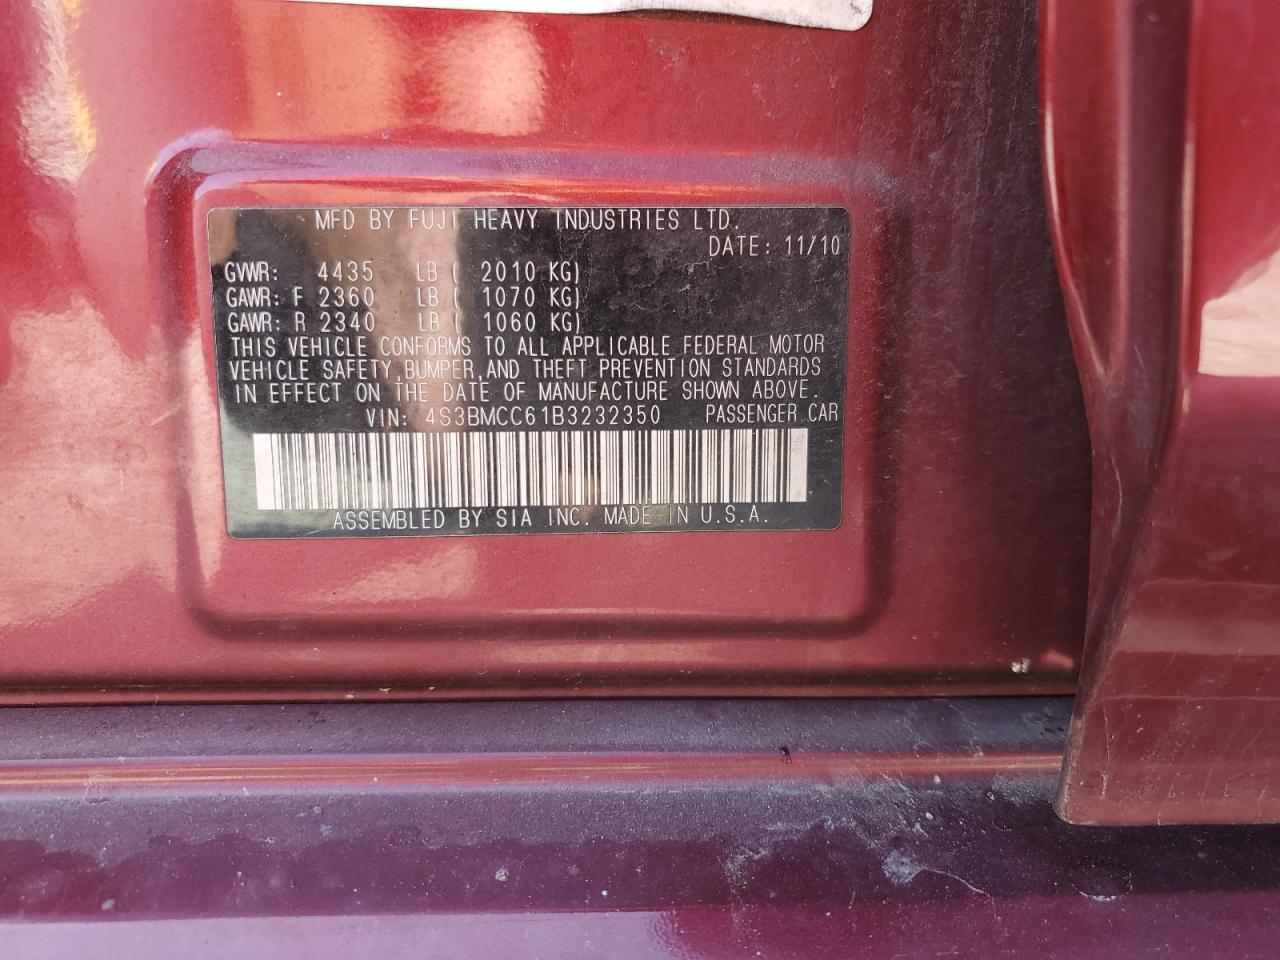 MFD BY FUJI HEAVY INDUSTRIES LTD.
DATE: 11/10
GVWR: 4435 LB ( 2010 KG)
GAWR: F 2360 LB ( 1070 KG)
GAWR: R 2340 LB ( 1060 KG)
THIS VEHICLE CONFORMS TO ALL APPLICABLE FEDERAL MOTOR
VEHICLE SAFETY,BUMPER,AND THEFT PREVENTION STANDARDS
IN EFFECT ON THE DATE OF MANUFACTURE SHOWN ABOVE.
VIN: 4S3BMCC61B3232350 PASSENGER CAR
ASSEMBLED BY SIA INC. MADE IN U.S.A.